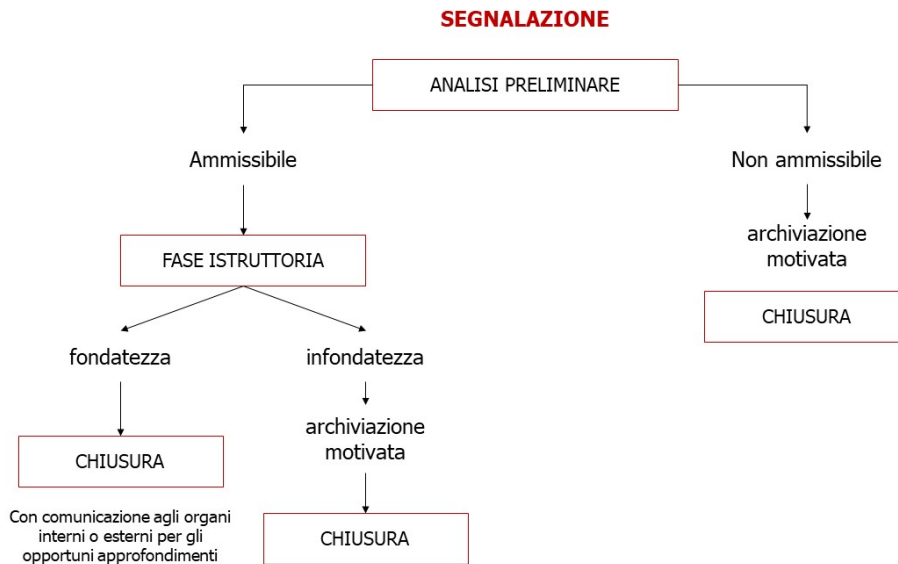 SEGNALAZIONE
ANALISI PRELIMINARE
Ammissibile
Non ammissibile
archiviazione
motivata
FASE ISTRUTTORIA
CHIUSURA
fondatezza
infondatezza
archiviazione
motivata
CHIUSURA
Con comunicazione agli organi
interni o esterni per gli
opportuni approfondimenti
CHIUSURA